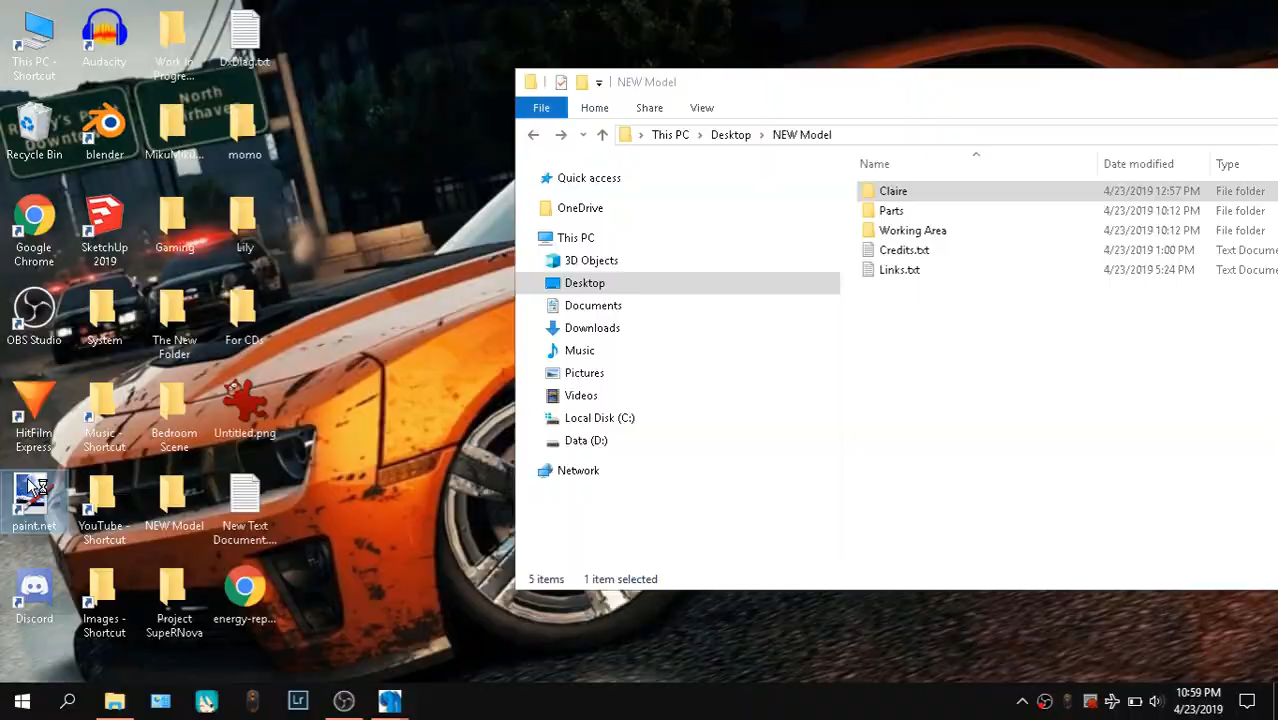 This PC - Shortcut
Audacity
Work In Progre...
DxDiag.txt
Recycle Bin
blender
MikuMiku...
momo
Google Chrome
SketchUp 2019
Gaming
Lily
OBS Studio
System
The New Folder
For CDs
HitFilm Express
Music - Shortcut
Bedroom Scene
Untitled.png
paint.net
YouTube - Shortcut
NEW Model
New Text Document....
Discord
Images - Shortcut
Project SupeRNova
energy-rep...
North
NEW Model
File
Home
Share
View
This PC
Desktop
NEW Model
Name
Date modified
Type
Quick access
OneDrive
This PC
3D Objects
Desktop
Documents
Downloads
Music
Pictures
Videos
Local Disk (C:)
Data (D:)
Network
Claire 4/23/2019 12:57 PM File folder
Parts 4/23/2019 10:12 PM File folder
Working Area 4/23/2019 10:12 PM File folder
Credits.txt 4/23/2019 1:00 PM Text Docume
Links.txt 4/23/2019 5:24 PM Text Docume
5 items
1 item selected
Lr
10:59 PM
4/23/2019